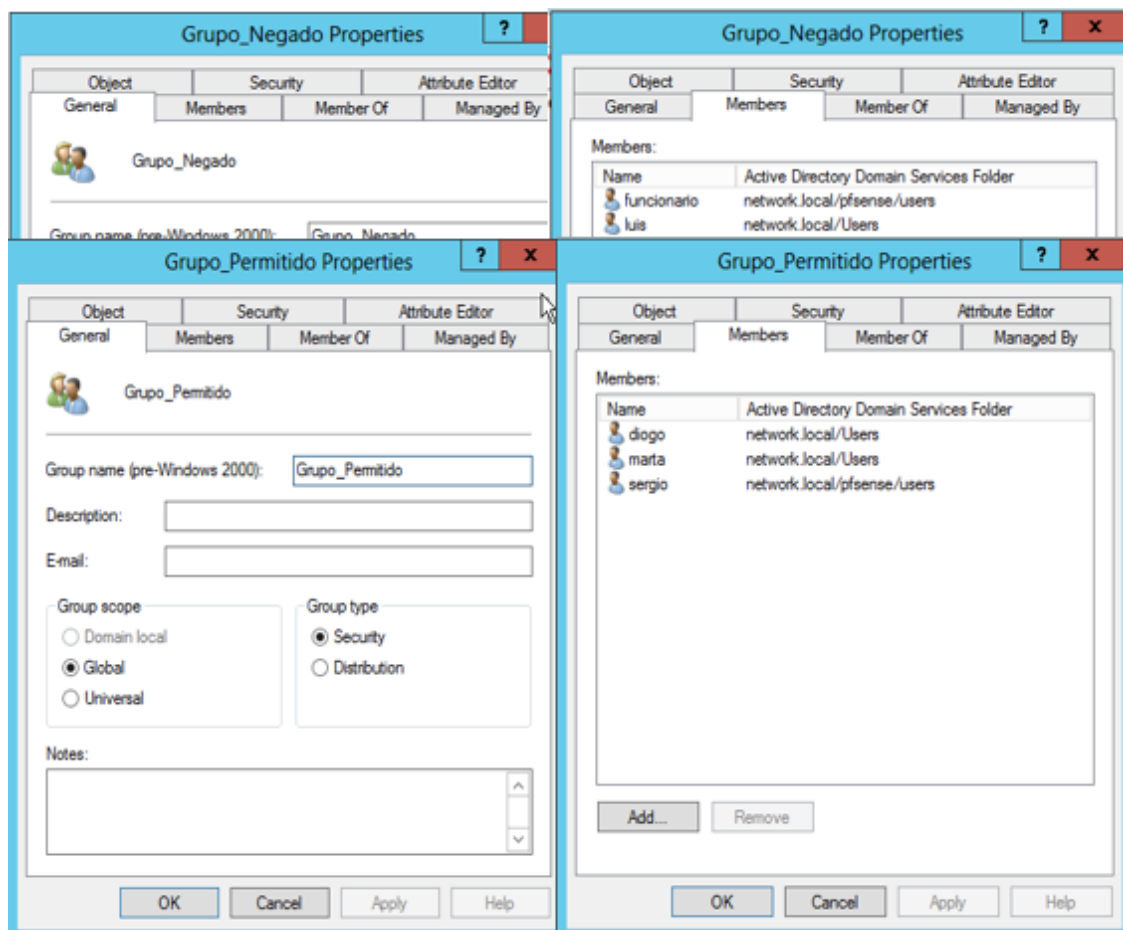 Grupo_Negado Properties ?
Object Security Attribute Editor
General Members Member Of Managed By
Grupo_Negado
Group name (pre-Windows 2000): Grupo_Negado
Grupo_Negado Properties ? x
Object Security Attribute Editor
General Members Member Of Managed By
Members:
Name Active Directory Domain Services Folder
funcionario network.local/pfsense/users
luis network.local/Users
Grupo_Permitido Properties ? x
Object Security Attribute Editor
General Members Member Of Managed By
Grupo_Permitido
Group name (pre-Windows 2000): Grupo_Permitido
Description:
E-mail:
Group scope Group type
Domain local Security
Global Distribution
Universal
Notes:
OK Cancel Apply Help
Grupo_Permitido Properties ? x
Object Security Attribute Editor
General Members Member Of Managed By
Members:
Name Active Directory Domain Services Folder
diogo network.local/Users
marta network.local/Users
sergio network.local/pfsense/users
Add... Remove
OK Cancel Apply Help